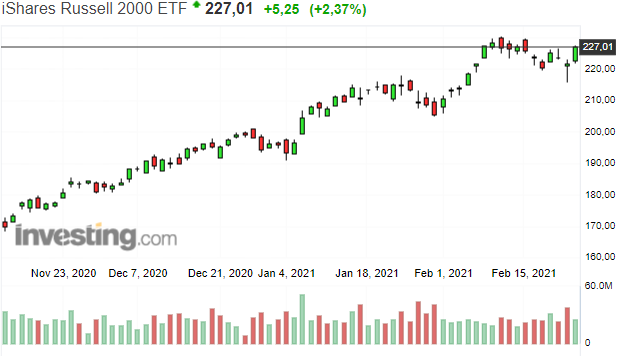 iShares Russell 2000 ETF 227,01 +5,25 (+2,37%)
227,01
220,00
210,00
200,00
190,00
180,00
170,00
160,00
Investing.com
Nov 23, 2020 Dec 7, 2020 Dec 21, 2020 Jan 4, 2021 Jan 18, 2021 Feb 1, 2021 Feb 15, 2021
60.0M
0